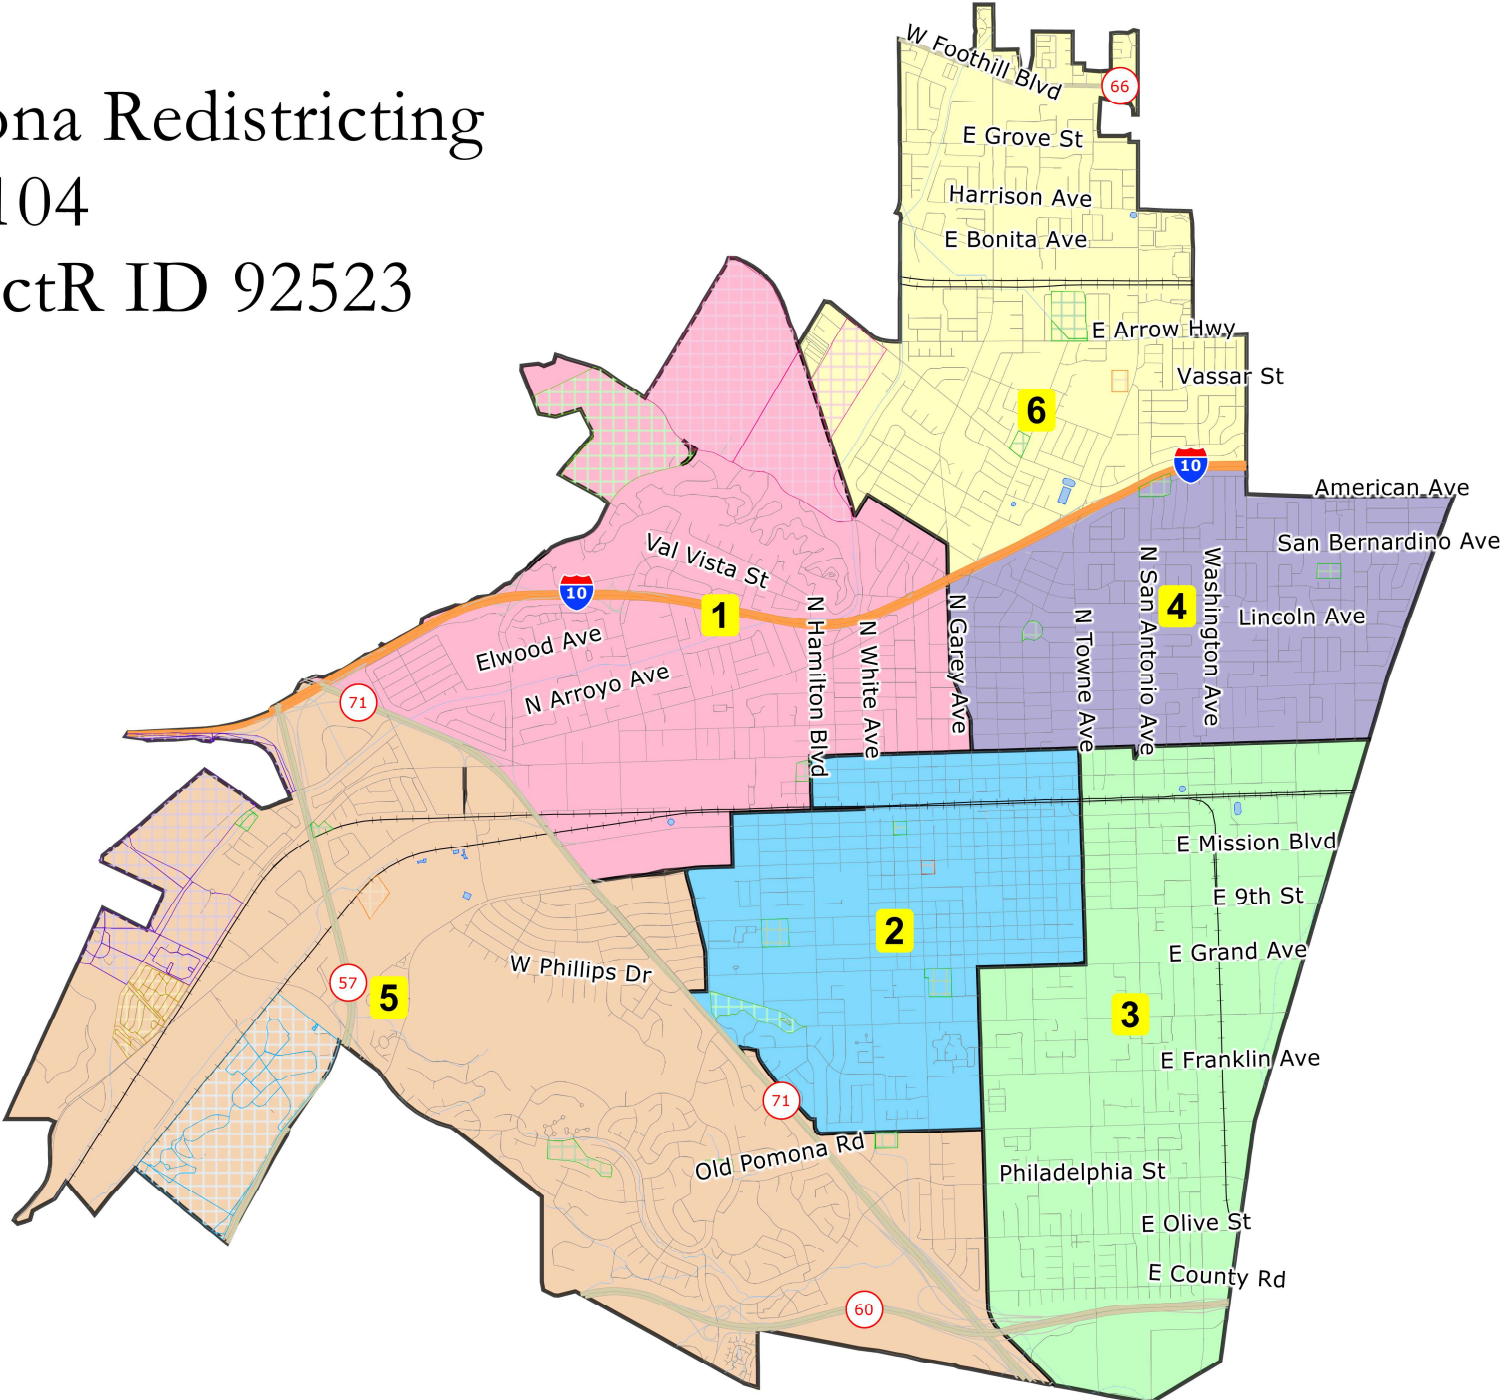 ona Redistricting
104
ctR ID 92523
W Foothill Blvd
66
E Grove St
Harrison Ave
E Bonita Ave
E Arrow Hwy
Vassar St
6
10
American Ave
San Bernardino Ave
Val Vista St
10
1
4
Lincoln Ave
N Hamilton Blvd
N White Ave
N Garey Ave
N Towne Ave
N San Antonio Ave
Washington Ave
Elwood Ave
N Arroyo Ave
71
E Mission Blvd
E 9th St
2
E Grand Ave
W Phillips Dr
57
5
3
E Franklin Ave
71
Old Pomona Rd
Philadelphia St
E Olive St
E County Rd
60